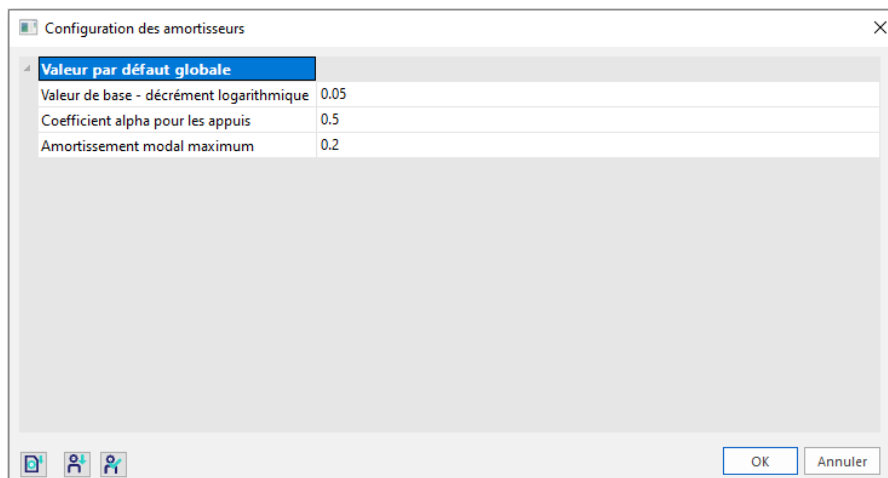 Configuration des amortisseurs
Valeur par défaut globale
Valeur de base - décrément logarithmique 0.05
Coefficient alpha pour les appuis 0.5
Amortissement modal maximum 0.2
OK Annuler